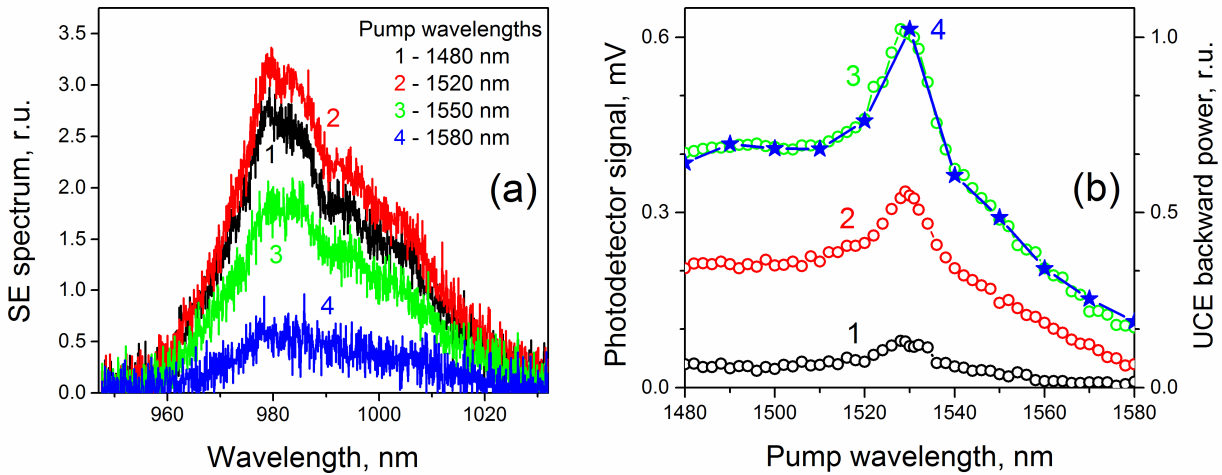 (a)
SE spectrum, r.u.
3.5
3.0
2.5
2.0
1.5
1.0
0.5
0.0
Pump wavelengths
1 - 1480 nm
2 - 1520 nm
3 - 1550 nm
4 - 1580 nm
2
1
3
4
960
980
1000
1020
Wavelength, nm
(b)
Photodetector signal, mV
0.6
0.3
0.0
4
3
2
1
1.0
0.5
0.0
UCE backward power, r.u.
1480
1500
1520
1540
1560
1580
Pump wavelength, nm